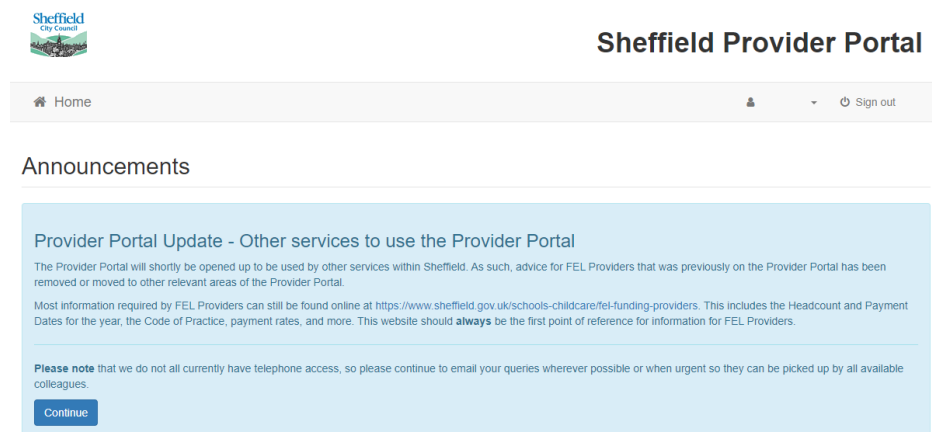 Sheffield
City Council
Sheffield Provider Portal
Home
Sign out
Announcements
Provider Portal Update - Other services to use the Provider Portal
The Provider Portal will shortly be opened up to be used by other services within Sheffield. As such, advice for FEL Providers that was previously on the Provider Portal has been
removed or moved to other relevant areas of the Provider Portal.
Most information required by FEL Providers can still be found online at https://www.sheffield.gov.uk/schools-childcare/fel-funding-providers. This includes the Headcount and Payment
Dates for the year, the Code of Practice, payment rates, and more. This website should always be the first point of reference for information for FEL Providers.
Please note that we do not all currently have telephone access, so please continue to email your queries wherever possible or when urgent so they can be picked up by all available
colleagues.
Continue